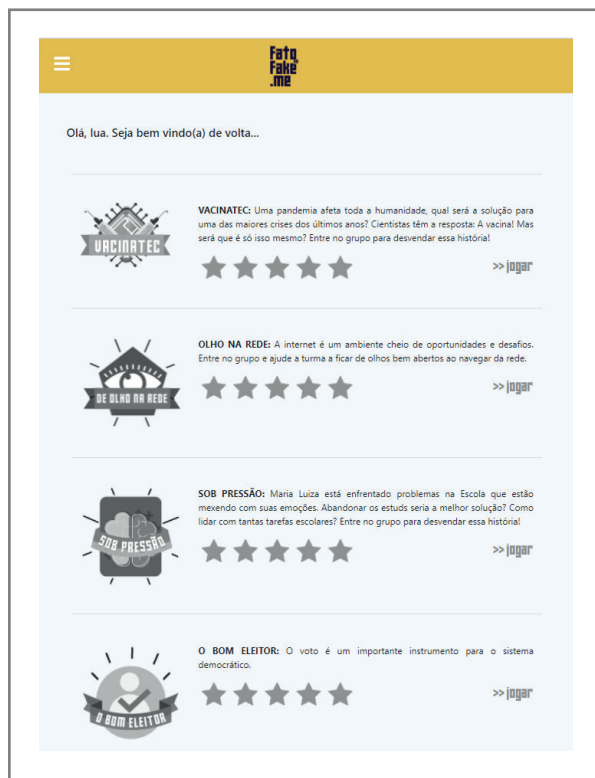 Fato
Fake
.me
Olá, lua. Seja bem vindo(a) de volta...
VACINATEC
VACINATEC: Uma pandemia afeta toda a humanidade, qual será a solução para
uma das maiores crises dos últimos anos? Cientistas têm a resposta: A vacina! Mas
será que é só isso mesmo? Entre no grupo para desvendar essa história!
>> jogar
DE OLHO NA REDE
OLHO NA REDE: A internet é um ambiente cheio de oportunidades e desafios.
Entre no grupo e ajude a turma a ficar de olhos bem abertos ao navegar da rede.
>> jogar
SOB PRESSÃO
SOB PRESSÃO: Maria Luiza está enfrentado problemas na Escola que estão
mexendo com suas emoções. Abandonar os estuds seria a melhor solução? Como
lidar com tantas tarefas escolares? Entre no grupo para desvendar essa história!
>> jogar
O BOM ELEITOR
O BOM ELEITOR: O voto é um importante instrumento para o sistema
democrático.
>> jogar